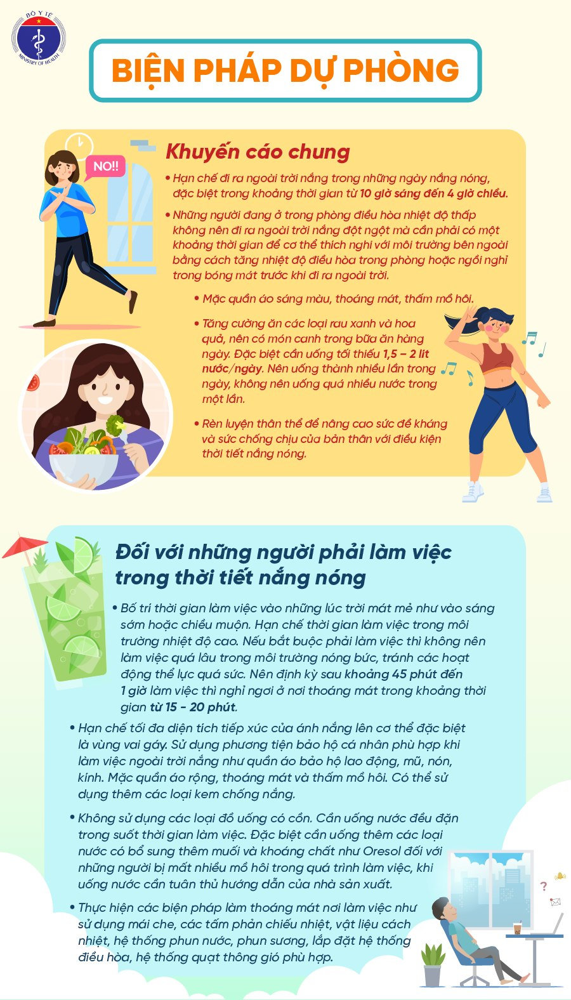 BỘ Y TẾ
MINISTRY OF HEALTH
BIỆN PHÁP DỰ PHÒNG
NO!!
Khuyến cáo chung
• Hạn chế đi ra ngoài trời nắng trong những ngày nắng nóng,
đặc biệt trong khoảng thời gian từ 10 giờ sáng đến 4 giờ chiều.
• Những người đang ở trong phòng điều hòa nhiệt độ thấp
không nên đi ra ngoài trời nắng đột ngột mà cần phải có một
khoảng thời gian để cơ thể thích nghi với môi trường bên ngoài
bằng cách tăng nhiệt độ điều hòa trong phòng hoặc ngồi nghỉ
trong bóng mát trước khi đi ra ngoài trời.
• Mặc quần áo sáng màu, thoáng mát, thấm mồ hôi.
• Tăng cường ăn các loại rau xanh và hoa
quả, nên có món canh trong bữa ăn hàng
ngày. Đặc biệt cần uống tối thiểu 1,5 – 2 lít
nước/ngày. Nên uống thành nhiều lần trong
ngày, không nên uống quá nhiều nước trong
một lần.
• Rèn luyện thân thể để nâng cao sức đề kháng
và sức chống chịu của bản thân với điều kiện
thời tiết nắng nóng.
Đối với những người phải làm việc
trong thời tiết nắng nóng
• Bố trí thời gian làm việc vào những lúc trời mát mẻ như vào sáng
sớm hoặc chiều muộn. Hạn chế thời gian làm việc trong môi
trường nhiệt độ cao. Nếu bắt buộc phải làm việc thì không nên
làm việc quá lâu trong môi trường nóng bức, tránh các hoạt
động thể lực quá sức. Nên định kỳ sau khoảng 45 phút đến
1 giờ làm việc thì nghỉ ngơi ở nơi thoáng mát trong khoảng thời
gian từ 15 - 20 phút.
• Hạn chế tối đa diện tích tiếp xúc của ánh nắng lên cơ thể đặc biệt
là vùng vai gáy. Sử dụng phương tiện bảo hộ cá nhân phù hợp khi
làm việc ngoài trời nắng như quần áo bảo hộ lao động, mũ, nón,
kính. Mặc quần áo rộng, thoáng mát và thấm mồ hôi. Có thể sử
dụng thêm các loại kem chống nắng.
• Không sử dụng các loại đồ uống có cồn. Cần uống nước đều đặn
trong suốt thời gian làm việc. Đặc biệt cần uống thêm các loại
nước có bổ sung thêm muối và khoáng chất như Oresol đối với
những người bị mất nhiều mồ hôi trong quá trình làm việc, khi
uống nước cần tuân thủ hướng dẫn của nhà sản xuất.
• Thực hiện các biện pháp làm thoáng mát nơi làm việc như
sử dụng mái che, các tấm phản chiếu nhiệt, vật liệu cách
nhiệt, hệ thống phun nước, phun sương, lắp đặt hệ thống
điều hòa, hệ thống quạt thông gió phù hợp.
?